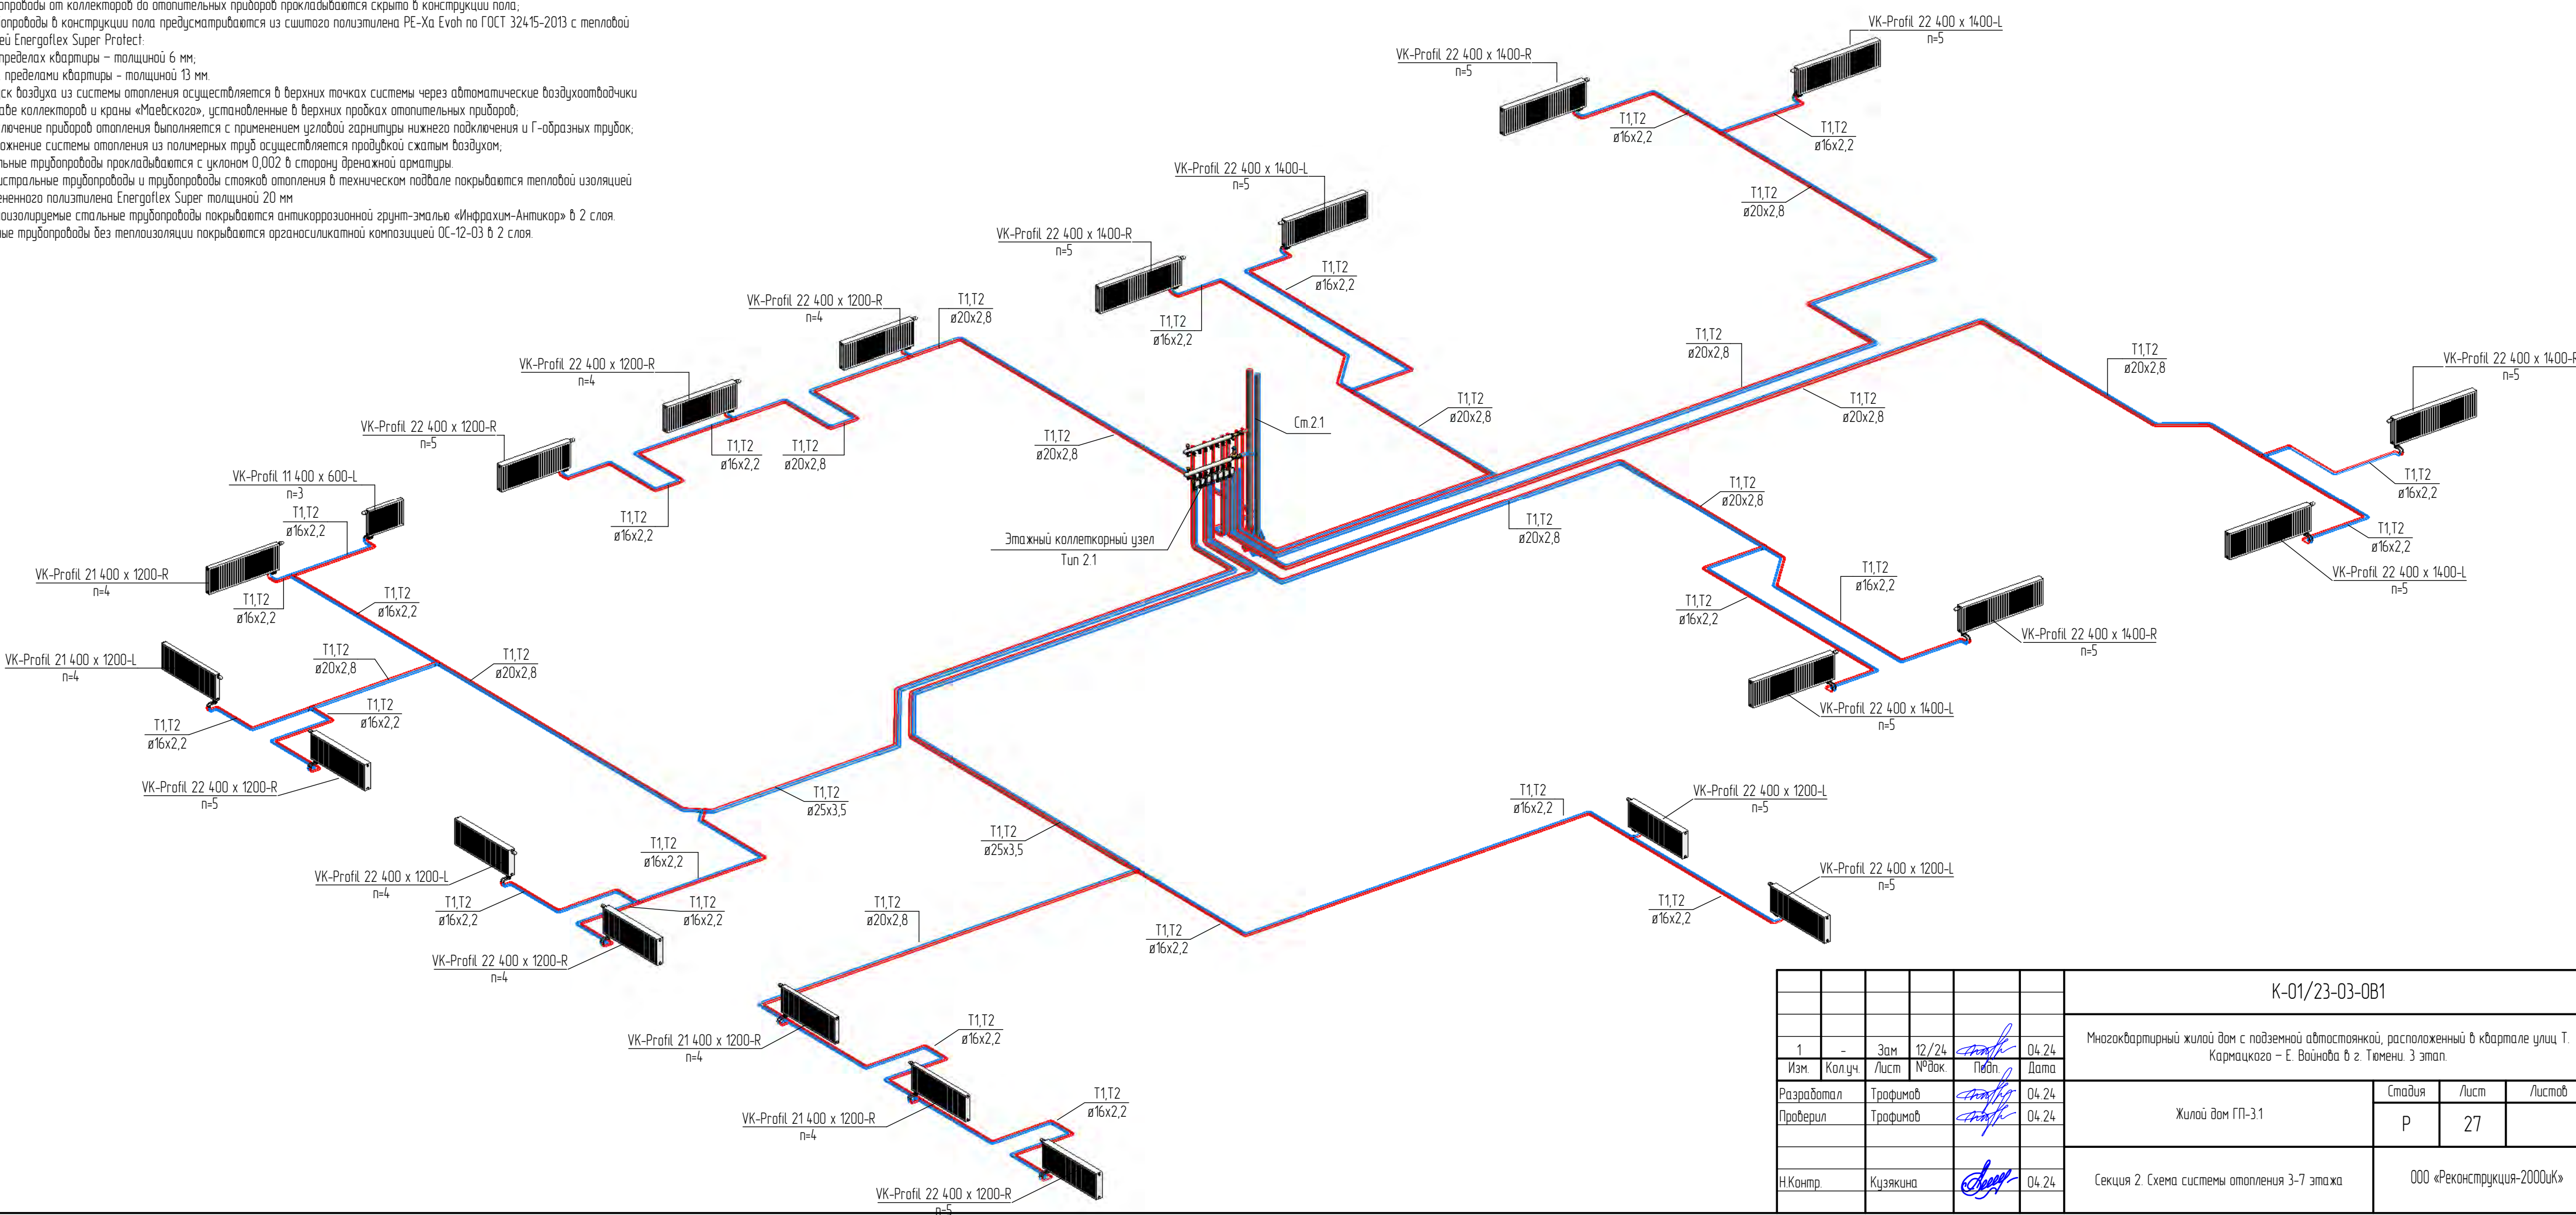 опроводы от коллекторов до отопительных приборов прокладываются скрыто в конструкции пола;
опроводы в конструкции пола предусматриваются из сшитого полиэтилена PE-Xa Evoh по ГОСТ 32415-2013 с тепловой
ей Energoflex Super Protect:
пределах квартиры – толщиной 6 мм;
пределами квартиры - толщиной 13 мм.
ск воздуха из системы отопления осуществляется в верхних точках системы через автоматические воздухоотводчики
таве коллекторов и краны «Маевского», установленные в верхних пробках отопительных приборов;
лючение приборов отопления выполняется с применением угловой гарнитуры нижнего подключения и Г-образных трубок;
ожнение системы отопления из полимерных труб осуществляется продувкой сжатым воздухом;
льные трубопроводы прокладываются с уклоном 0,002 в сторону дренажной арматуры.
истральные трубопроводы и трубопроводы стояков отопления в техническом подвале покрываются тепловой изоляцией
ененного полиэтилена Energoflex Super толщиной 20 мм
оизолируемые стальные трубопроводы покрываются антикоррозионной грунт-эмалью «Инфрахим-Антикор» в 2 слоя.
ные трубопроводы без теплоизоляции покрываются органосиликатной композицией ОС-12-03 в 2 слоя.
VK-Profil 22 400 x 1400-L
n=5
VK-Profil 22 400 x 1400-R
n=5
T1,T2
ø16x2,2
T1,T2
ø16x2,2
VK-Profil 22 400 x 1400-L
n=5
T1,T2
ø20x2,8
VK-Profil 22 400 x 1400-R
n=5
T1,T2
ø16x2,2
VK-Profil 22 400 x 1200-R
n=4
T1,T2
ø20x2,8
T1,T2
ø16x2,2
T1,T2
ø20x2,8
T1,T2
ø20x2,8
VK-Profil 22 400 x 1400-R
n=5
VK-Profil 22 400 x 1200-R
n=4
T1,T2
ø20x2,8
T1,T2
ø20x2,8
Ст.2.1
VK-Profil 22 400 x 1200-R
n=5
T1,T2
ø16x2,2
T1,T2
ø20x2,8
T1,T2
ø20x2,8
VK-Profil 11 400 x 600-L
n=3
T1,T2
ø16x2,2
T1,T2
ø16x2,2
T1,T2
ø20x2,8
T1,T2
ø20x2,8
T1,T2
ø16x2,2
T1,T2
ø16x2,2
Этажный коллекторный узел
Тип 2.1
VK-Profil 21 400 x 1200-R
n=4
T1,T2
ø16x2,2
T1,T2
ø16x2,2
T1,T2
ø16x2,2
T1,T2
ø16x2,2
VK-Profil 22 400 x 1400-L
n=5
VK-Profil 22 400 x 1400-R
n=5
VK-Profil 21 400 x 1200-L
n=4
T1,T2
ø20x2,8
T1,T2
ø20x2,8
T1,T2
ø16x2,2
T1,T2
ø16x2,2
VK-Profil 22 400 x 1400-L
n=5
VK-Profil 22 400 x 1200-R
n=5
T1,T2
ø25x3,5
T1,T2
ø16x2,2
VK-Profil 22 400 x 1200-L
n=5
T1,T2
ø25x3,5
T1,T2
ø16x2,2
VK-Profil 22 400 x 1200-L
n=4
VK-Profil 22 400 x 1200-L
n=5
T1,T2
ø16x2,2
T1,T2
ø16x2,2
T1,T2
ø20x2,8
T1,T2
ø16x2,2
T1,T2
ø16x2,2
VK-Profil 22 400 x 1200-R
n=4
VK-Profil 21 400 x 1200-R
n=4
T1,T2
ø16x2,2
VK-Profil 21 400 x 1200-R
n=4
T1,T2
ø16x2,2
VK-Profil 22 400 x 1200-R
n=5
К-01/23-03-ОВ1
Многоквартирный жилой дом с подземной автостоянкой, расположенный в квартале улиц Т.
Кармацкого – Е. Войнова в г. Тюмени. 3 этап.
1 - Зам 12/24 04.24
Изм. Кол.уч. Лист №док. Подп. Дата
Разработал Трофимов 04.24
Проверил Трофимов 04.24
Н.Контр. Кузякина 04.24
Жилой дом ГП-3.1
Стадия Лист Листов
Р 27
Секция 2. Схема системы отопления 3-7 этажа
ООО «Реконструкция-2000иК»